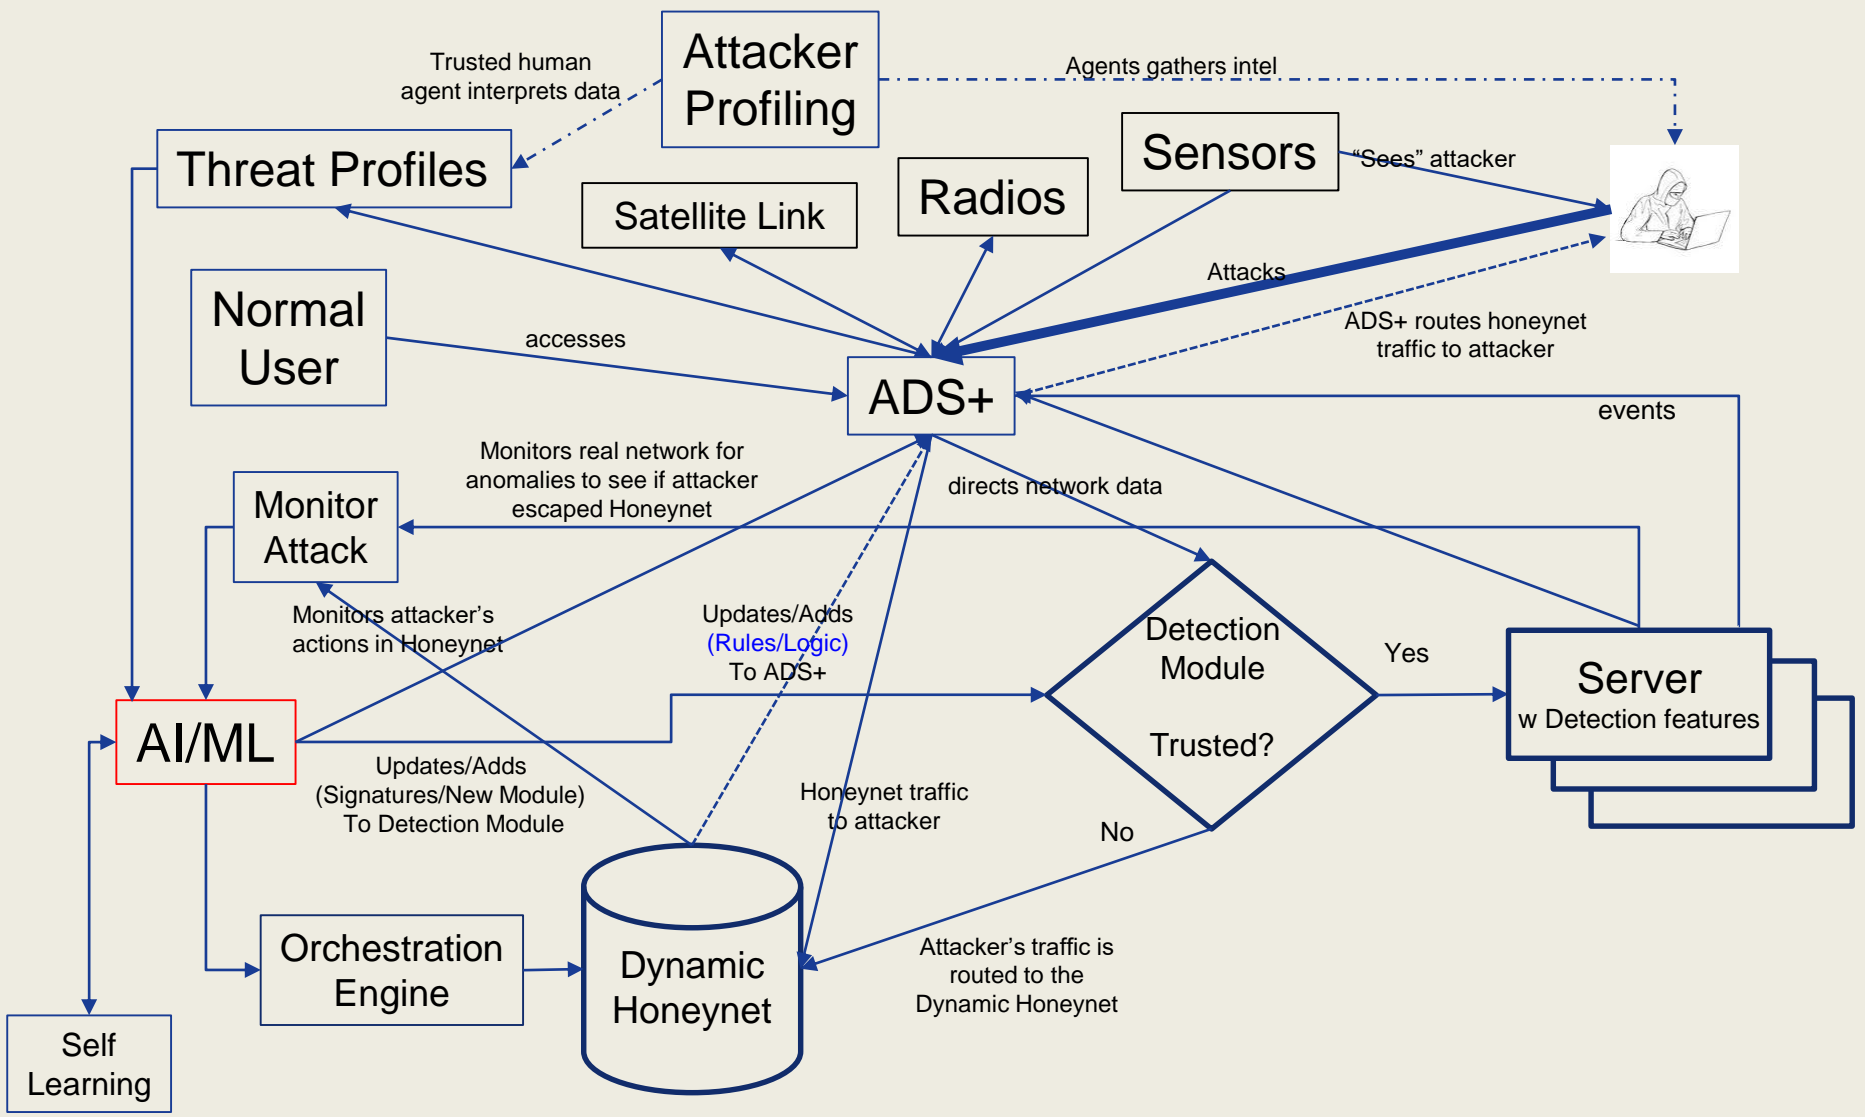 Attacker
Profiling
Trusted human
agent interprets data
Agents gathers intel
Threat Profiles
Satellite Link
Radios
Sensors
“Sees” attacker
Normal
User
accesses
Attacks
ADS+ routes honeynet
traffic to attacker
ADS+
events
Monitors real network for
anomalies to see if attacker
escaped Honeynet
directs network data
Monitor
Attack
Monitors attacker’s
actions in Honeynet
Updates/Adds
(Rules/Logic)
To ADS+
Detection
Module
Trusted?
Yes
Server
w Detection features
AI/ML
Updates/Adds
(Signatures/New Module)
To Detection Module
Honeynet traffic
to attacker
No
Orchestration
Engine
Dynamic
Honeynet
Attacker’s traffic is
routed to the
Dynamic Honeynet
Self
Learning